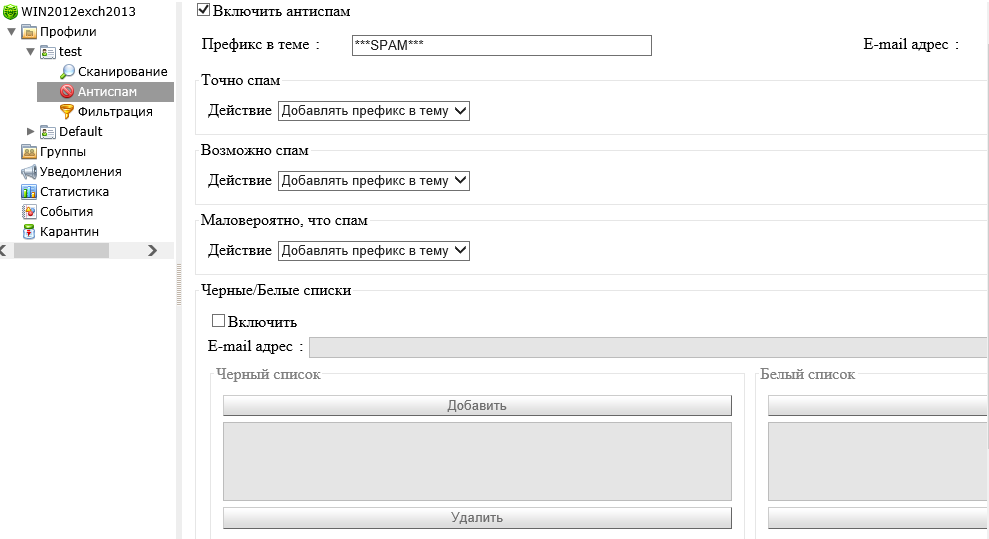 WIN2012exch2013
Профили
test
Сканирование
Антиспам
Фильтрация
Default
Группы
Уведомления
Статистика
События
Карантин
Включить антиспам
Префикс в теме : ***SPAM*** E-mail адрес :
Точно спам
Действие Добавлять префикс в тему
Возможно спам
Действие Добавлять префикс в тему
Маловероятно, что спам
Действие Добавлять префикс в тему
Черные/Белые списки
Включить
E-mail адрес :
Черный список Белый список
Добавить
Удалить